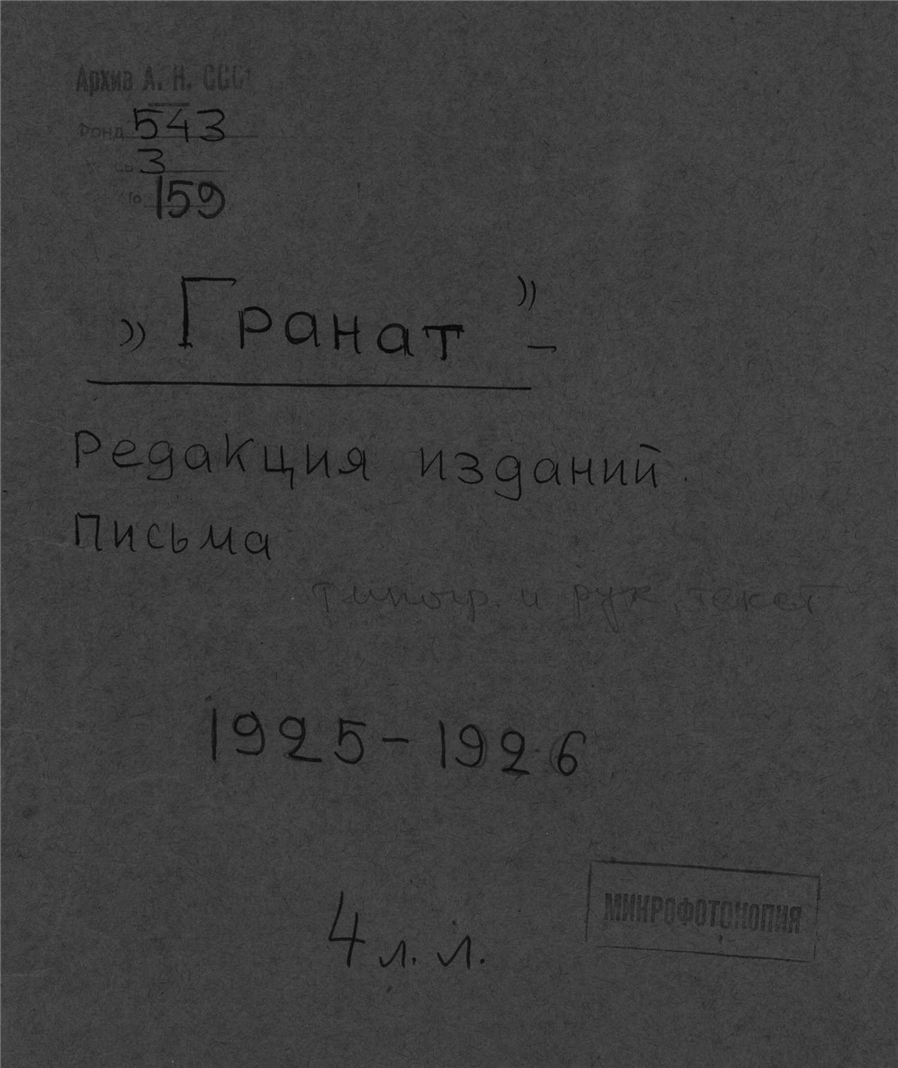 Архив А. Н. СССР
Фонд 543
3
№ 159
„Гранат” –
Редакция изданий
Письма
типогр. и рук. текст
1925-1926
4 л. л.
МИКРОФОТОКОПИЯ